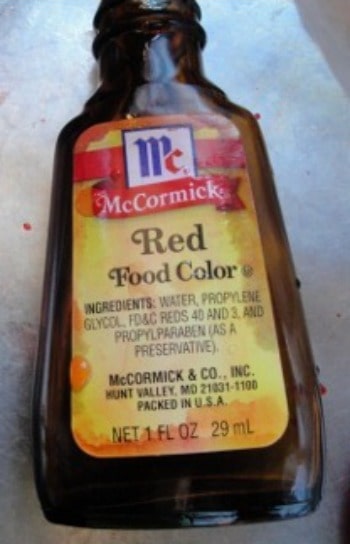 Mc
McCormick
Red
Food Color
INGREDIENTS: WATER, PROPYLENE
GLYCOL, FD&C REDS 40 AND 3, AND
PROPYLPARABEN (AS A
PRESERVATIVE).
McCORMICK & CO., INC.
HUNT VALLEY, MD 21031-1100
PACKED IN U.S.A.
NET 1 FL OZ 29 mL